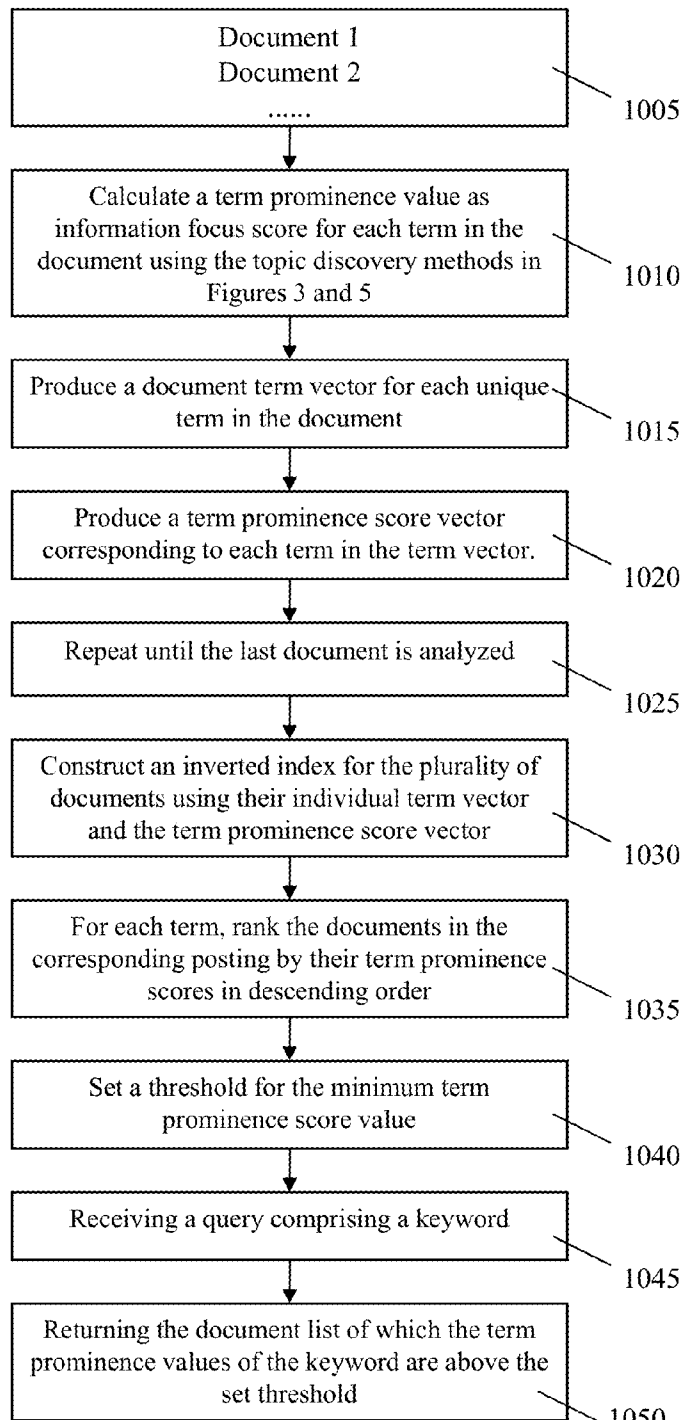 Document 1
Document 2
......
1005
Calculate a term prominence value as
information focus score for each term in the
document using the topic discovery methods in
Figures 3 and 5
1010
Produce a document term vector for each unique
term in the document
1015
Produce a term prominence score vector
corresponding to each term in the term vector.
1020
Repeat until the last document is analyzed
1025
Construct an inverted index for the plurality of
documents using their individual term vector
and the term prominence score vector
1030
For each term, rank the documents in the
corresponding posting by their term prominence
scores in descending order
1035
Set a threshold for the minimum term
prominence score value
1040
Receiving a query comprising a keyword
1045
Returning the document list of which the term
prominence values of the keyword are above the
set threshold
1050